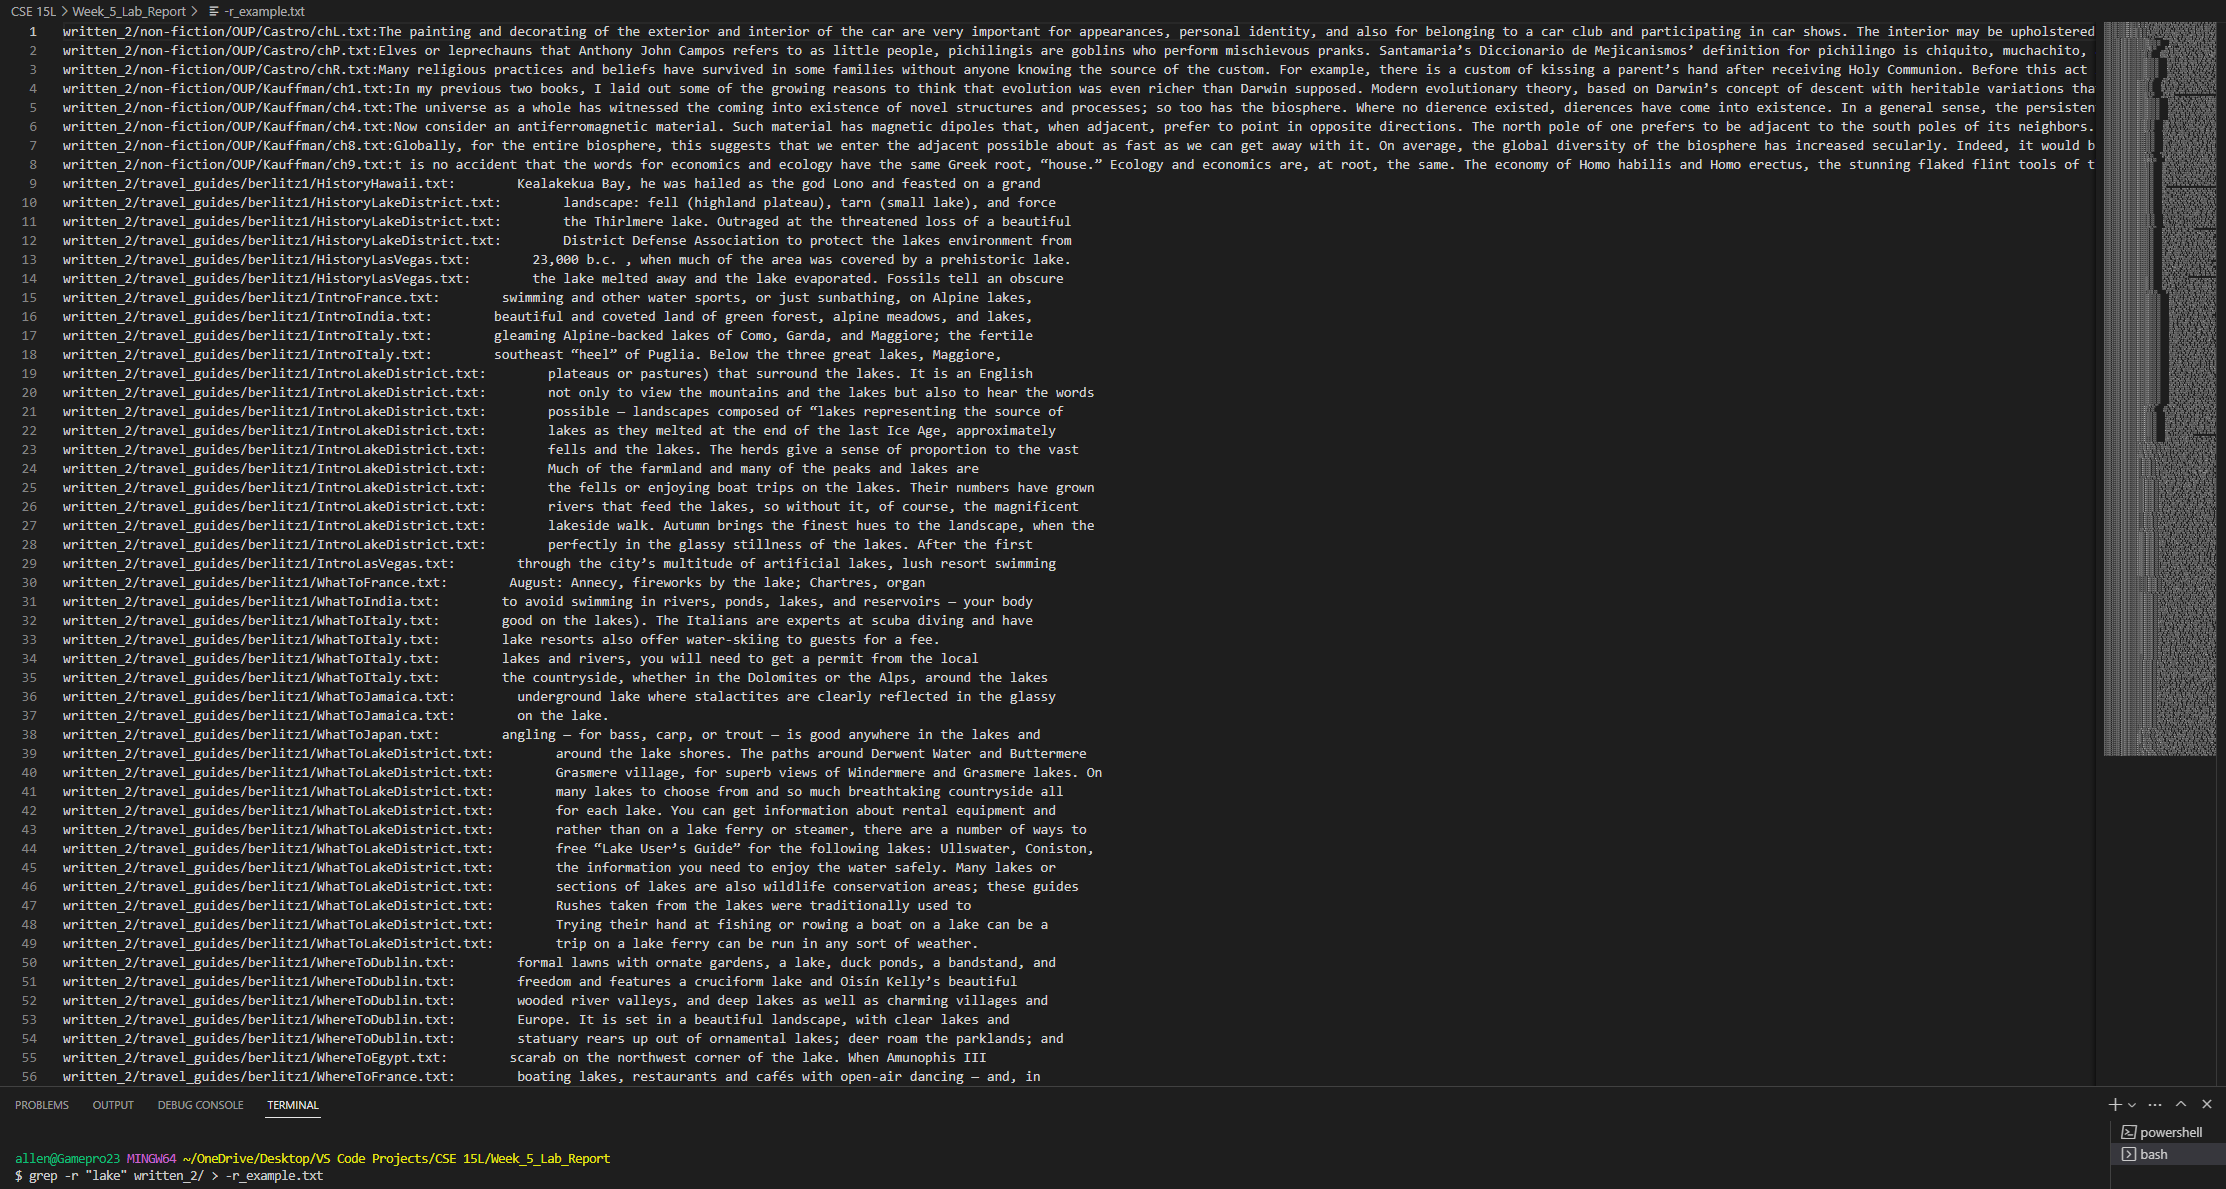 CSE 15L > Week_5_Lab_Report > -r_example.txt
1 written_2/non-fiction/OUP/Castro/chL.txt:The painting and decorating of the exterior and interior of the car are very important for appearances, personal identity, and also for belonging to a car club and participating in car shows. The interior may be upholstered
2 written_2/non-fiction/OUP/Castro/chP.txt:Elves or leprechauns that Anthony John Campos refers to as little people, pichilingis are goblins who perform mischievous pranks. Santamaria’s Diccionario de Mejicanismos’ definition for pichilingo is chiquito, muchachito,
3 written_2/non-fiction/OUP/Castro/chR.txt:Many religious practices and beliefs have survived in some families without anyone knowing the source of the custom. For example, there is a custom of kissing a parent’s hand after receiving Holy Communion. Before this act
4 written_2/non-fiction/OUP/Kauffman/ch1.txt:In my previous two books, I laid out some of the growing reasons to think that evolution was even richer than Darwin supposed. Modern evolutionary theory, based on Darwin’s concept of descent with heritable variations tha
5 written_2/non-fiction/OUP/Kauffman/ch4.txt:The universe as a whole has witnessed the coming into existence of novel structures and processes; so too has the biosphere. Where no dierence existed, dierences have come into existence. In a general sense, the persisten
6 written_2/non-fiction/OUP/Kauffman/ch4.txt:Now consider an antiferromagnetic material. Such material has magnetic dipoles that, when adjacent, prefer to point in opposite directions. The north pole of one prefers to be adjacent to the south poles of its neighbors.
7 written_2/non-fiction/OUP/Kauffman/ch8.txt:Globally, for the entire biosphere, this suggests that we enter the adjacent possible about as fast as we can get away with it. On average, the global diversity of the biosphere has increased secularly. Indeed, it would b
8 written_2/non-fiction/OUP/Kauffman/ch9.txt:t is no accident that the words for economics and ecology have the same Greek root, “house.” Ecology and economics are, at root, the same. The economy of Homo habilis and Homo erectus, the stunning flaked flint tools of t
9 written_2/travel_guides/berlitz1/HistoryHawaii.txt: Kealakekua Bay, he was hailed as the god Lono and feasted on a grand
10 written_2/travel_guides/berlitz1/HistoryLakeDistrict.txt: landscape: fell (highland plateau), tarn (small lake), and force
11 written_2/travel_guides/berlitz1/HistoryLakeDistrict.txt: the Thirlmere lake. Outraged at the threatened loss of a beautiful
12 written_2/travel_guides/berlitz1/HistoryLakeDistrict.txt: District Defense Association to protect the lakes environment from
13 written_2/travel_guides/berlitz1/HistoryLasVegas.txt: 23,000 b.c. , when much of the area was covered by a prehistoric lake.
14 written_2/travel_guides/berlitz1/HistoryLasVegas.txt: the lake melted away and the lake evaporated. Fossils tell an obscure
15 written_2/travel_guides/berlitz1/IntroFrance.txt: swimming and other water sports, or just sunbathing, on Alpine lakes,
16 written_2/travel_guides/berlitz1/IntroIndia.txt: beautiful and coveted land of green forest, alpine meadows, and lakes,
17 written_2/travel_guides/berlitz1/IntroItaly.txt: gleaming Alpine-backed lakes of Como, Garda, and Maggiore; the fertile
18 written_2/travel_guides/berlitz1/IntroItaly.txt: southeast “heel” of Puglia. Below the three great lakes, Maggiore,
19 written_2/travel_guides/berlitz1/IntroLakeDistrict.txt: plateaus or pastures) that surround the lakes. It is an English
20 written_2/travel_guides/berlitz1/IntroLakeDistrict.txt: not only to view the mountains and the lakes but also to hear the words
21 written_2/travel_guides/berlitz1/IntroLakeDistrict.txt: possible — landscapes composed of “lakes representing the source of
22 written_2/travel_guides/berlitz1/IntroLakeDistrict.txt: lakes as they melted at the end of the last Ice Age, approximately
23 written_2/travel_guides/berlitz1/IntroLakeDistrict.txt: fells and the lakes. The herds give a sense of proportion to the vast
24 written_2/travel_guides/berlitz1/IntroLakeDistrict.txt: Much of the farmland and many of the peaks and lakes are
25 written_2/travel_guides/berlitz1/IntroLakeDistrict.txt: the fells or enjoying boat trips on the lakes. Their numbers have grown
26 written_2/travel_guides/berlitz1/IntroLakeDistrict.txt: rivers that feed the lakes, so without it, of course, the magnificent
27 written_2/travel_guides/berlitz1/IntroLakeDistrict.txt: lakeside walk. Autumn brings the finest hues to the landscape, when the
28 written_2/travel_guides/berlitz1/IntroLakeDistrict.txt: perfectly in the glassy stillness of the lakes. After the first
29 written_2/travel_guides/berlitz1/IntroLasVegas.txt: through the city’s multitude of artificial lakes, lush resort swimming
30 written_2/travel_guides/berlitz1/WhatToFrance.txt: August: Annecy, fireworks by the lake; Chartres, organ
31 written_2/travel_guides/berlitz1/WhatToIndia.txt: to avoid swimming in rivers, ponds, lakes, and reservoirs — your body
32 written_2/travel_guides/berlitz1/WhatToItaly.txt: good on the lakes). The Italians are experts at scuba diving and have
33 written_2/travel_guides/berlitz1/WhatToItaly.txt: lake resorts also offer water-skiing to guests for a fee.
34 written_2/travel_guides/berlitz1/WhatToItaly.txt: lakes and rivers, you will need to get a permit from the local
35 written_2/travel_guides/berlitz1/WhatToItaly.txt: the countryside, whether in the Dolomites or the Alps, around the lakes
36 written_2/travel_guides/berlitz1/WhatToJamaica.txt: underground lake where stalactites are clearly reflected in the glassy
37 written_2/travel_guides/berlitz1/WhatToJamaica.txt: on the lake.
38 written_2/travel_guides/berlitz1/WhatToJapan.txt: angling — for bass, carp, or trout — is good anywhere in the lakes and
39 written_2/travel_guides/berlitz1/WhatToLakeDistrict.txt: around the lake shores. The paths around Derwent Water and Buttermere
40 written_2/travel_guides/berlitz1/WhatToLakeDistrict.txt: Grasmere village, for superb views of Windermere and Grasmere lakes. On
41 written_2/travel_guides/berlitz1/WhatToLakeDistrict.txt: many lakes to choose from and so much breathtaking countryside all
42 written_2/travel_guides/berlitz1/WhatToLakeDistrict.txt: for each lake. You can get information about rental equipment and
43 written_2/travel_guides/berlitz1/WhatToLakeDistrict.txt: rather than on a lake ferry or steamer, there are a number of ways to
44 written_2/travel_guides/berlitz1/WhatToLakeDistrict.txt: free “Lake User’s Guide” for the following lakes: Ullswater, Coniston,
45 written_2/travel_guides/berlitz1/WhatToLakeDistrict.txt: the information you need to enjoy the water safely. Many lakes or
46 written_2/travel_guides/berlitz1/WhatToLakeDistrict.txt: sections of lakes are also wildlife conservation areas; these guides
47 written_2/travel_guides/berlitz1/WhatToLakeDistrict.txt: Rushes taken from the lakes were traditionally used to
48 written_2/travel_guides/berlitz1/WhatToLakeDistrict.txt: Trying their hand at fishing or rowing a boat on a lake can be a
49 written_2/travel_guides/berlitz1/WhatToLakeDistrict.txt: trip on a lake ferry can be run in any sort of weather.
50 written_2/travel_guides/berlitz1/WhereToDublin.txt: formal lawns with ornate gardens, a lake, duck ponds, a bandstand, and
51 written_2/travel_guides/berlitz1/WhereToDublin.txt: freedom and features a cruciform lake and Oisín Kelly’s beautiful
52 written_2/travel_guides/berlitz1/WhereToDublin.txt: wooded river valleys, and deep lakes as well as charming villages and
53 written_2/travel_guides/berlitz1/WhereToDublin.txt: Europe. It is set in a beautiful landscape, with clear lakes and
54 written_2/travel_guides/berlitz1/WhereToDublin.txt: statuary rears up out of ornamental lakes; deer roam the parklands; and
55 written_2/travel_guides/berlitz1/WhereToEgypt.txt: scarab on the northwest corner of the lake. When Amunophis III
56 written_2/travel_guides/berlitz1/WhereToFrance.txt: boating lakes, restaurants and cafés with open-air dancing — and, in
PROBLEMS OUTPUT DEBUG CONSOLE TERMINAL
powershell
bash
allen@Gamepro23 MINGW64 ~/OneDrive/Desktop/VS Code Projects/CSE 15L/Week_5_Lab_Report
$ grep -r "lake" written_2/ > -r_example.txt